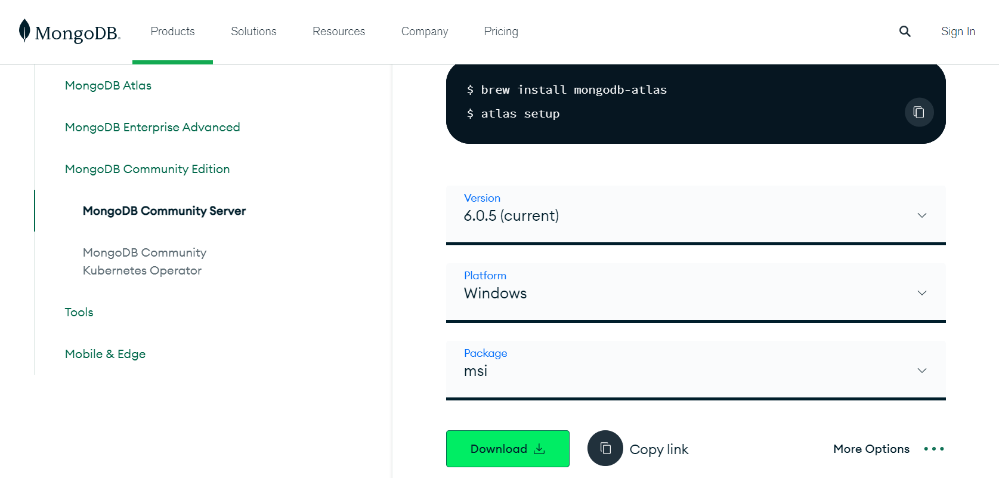 MongoDB.
Products
Solutions
Resources
Company
Pricing
Sign In
MongoDB Atlas
MongoDB Enterprise Advanced
MongoDB Community Edition
MongoDB Community Server
MongoDB Community
Kubernetes Operator
Tools
Mobile & Edge
$ brew install mongodb-atlas
$ atlas setup
Version
6.0.5 (current)
Platform
Windows
Package
msi
Download
Copy link
More Options